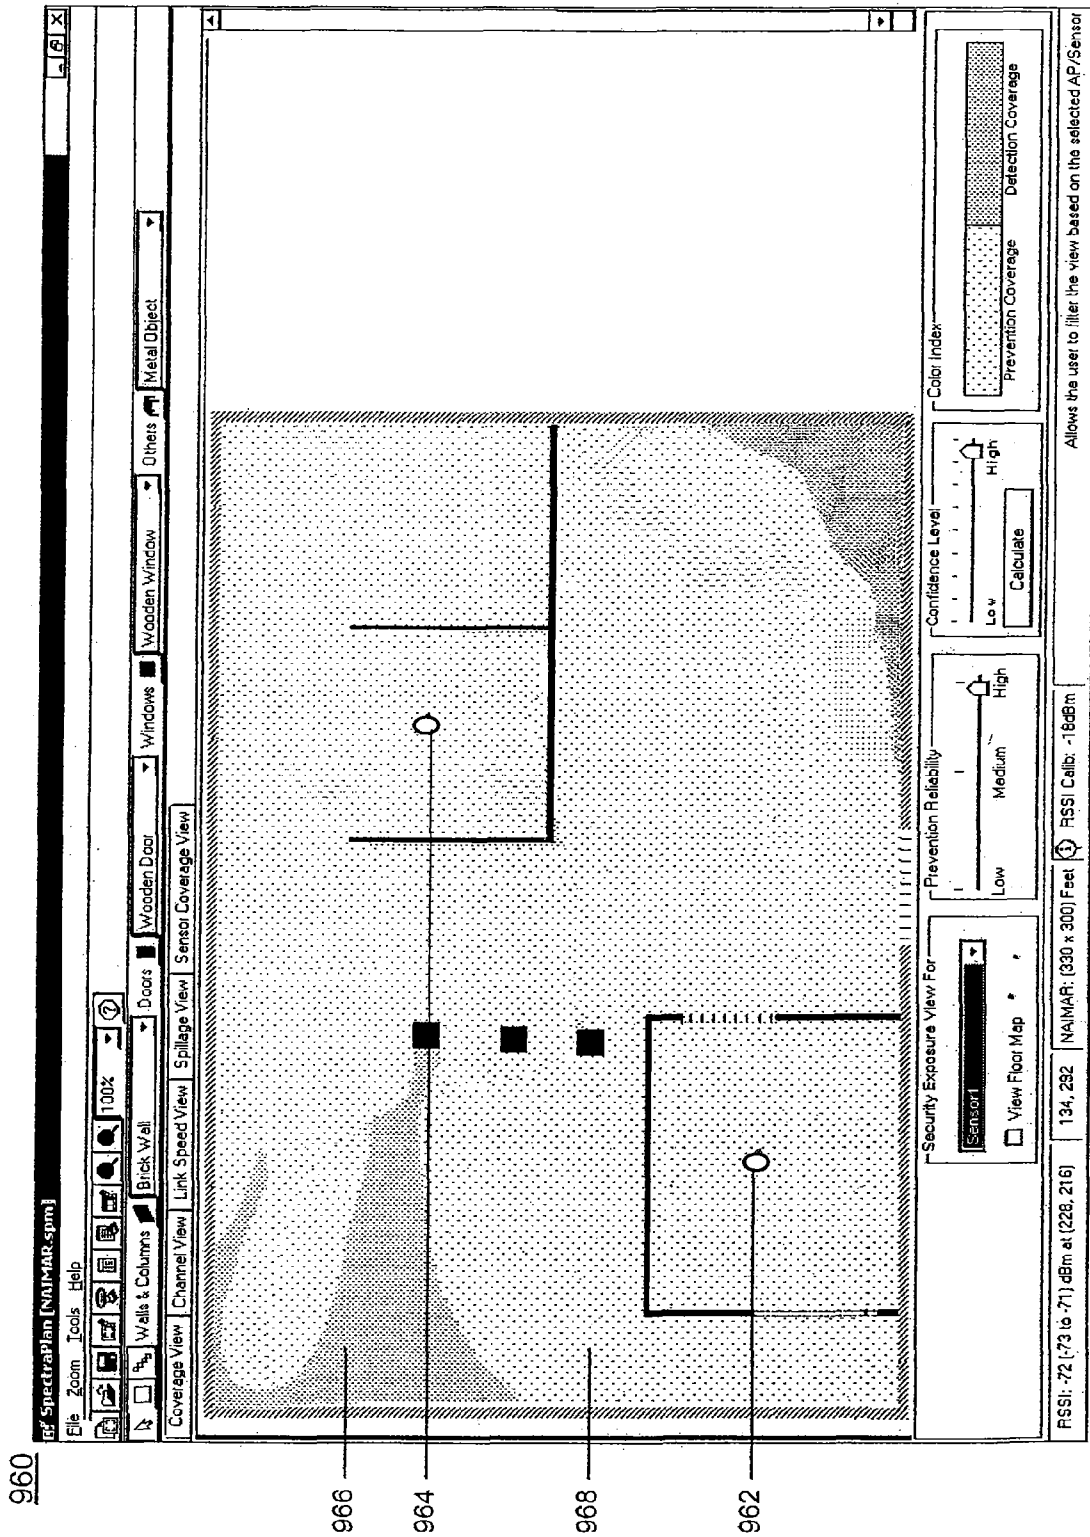 960
SpectraPlan [NAIMAR.spm]
File Zoom Tools Help
100%
Walls & Columns Brick Wall Doors Wooden Door Windows Wooden Window Others Metal Object
Coverage View Channel View Link Speed View Spillage View Sensor Coverage View
966
964
968
962
Security Exposure View For
Sensor1
View Floor Map
Prevention Reliability
Low Medium High
Confidence Level
Low High
Calculate
Color Index
Prevention Coverage Detection Coverage
RSSI: -72 [-73 to -71] dBm at (228, 216) 134, 292 NAIMAR: (330 x 300) Feet 1 RSSI Calib: -18dBm Allows the user to filter the view based on the selected AP/Sensor